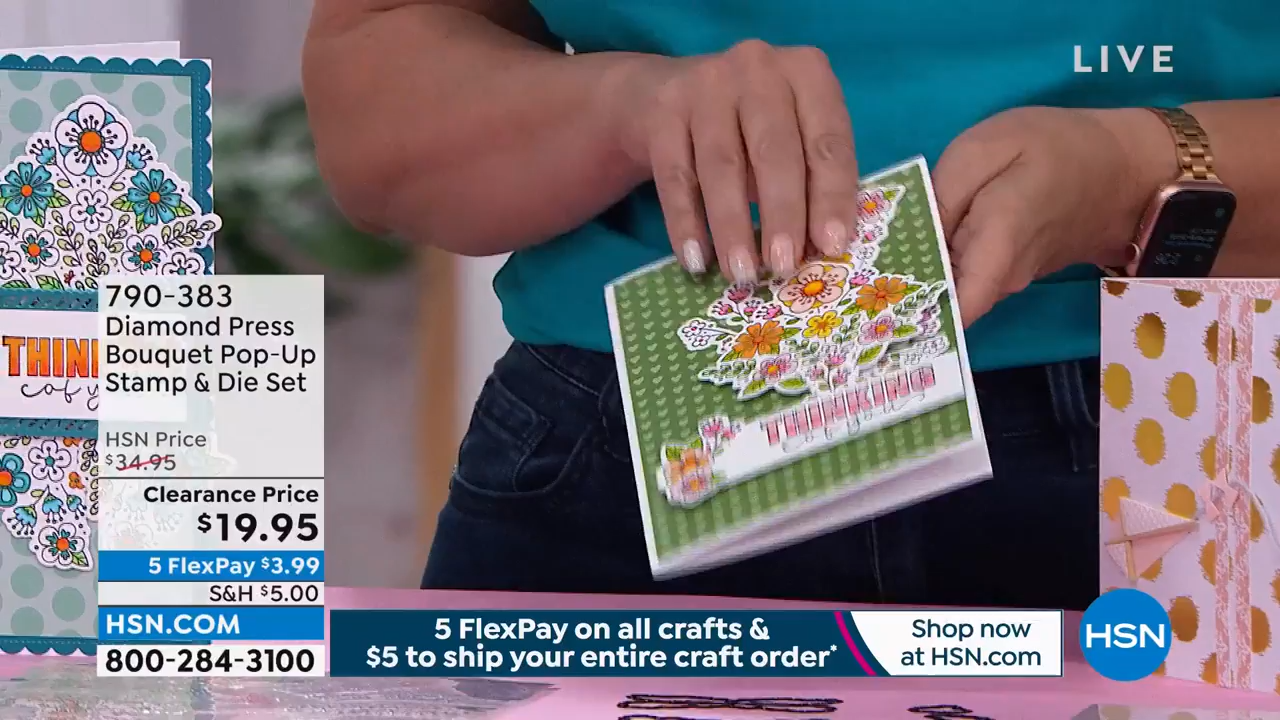 LIVE
THIN
of y
790-383
Diamond Press
Bouquet Pop-Up
Stamp & Die Set
HSN Price
$34.95
Clearance Price
$19.95
5 FlexPay $3.99
S&H $5.00
HSN.COM
800-284-3100
THINKING
5 FlexPay on all crafts &
$5 to ship your entire craft order*
Shop now
at HSN.com
HSN